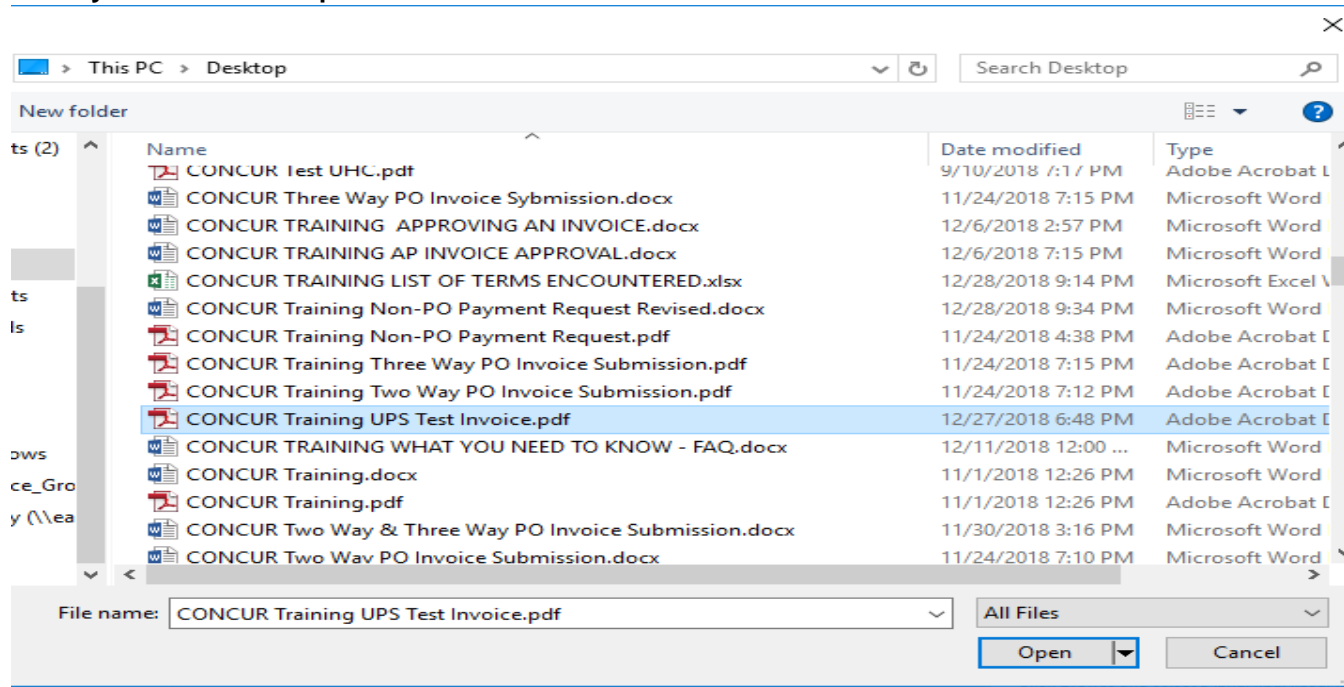 This PC > Desktop
Search Desktop
New folder
ts (2)
Name Date modified Type
CONCUR Test UHC.pdf 9/10/2018 7:17 PM Adobe Acrobat
CONCUR Three Way PO Invoice Sybmission.docx 11/24/2018 7:15 PM Microsoft Word
CONCUR TRAINING  APPROVING AN INVOICE.docx 12/6/2018 2:57 PM Microsoft Word
CONCUR TRAINING AP INVOICE APPROVAL.docx 12/6/2018 7:15 PM Microsoft Word
CONCUR TRAINING LIST OF TERMS ENCOUNTERED.xlsx 12/28/2018 9:14 PM Microsoft Excel
ts
CONCUR Training Non-PO Payment Request Revised.docx 12/28/2018 9:34 PM Microsoft Word
ls
CONCUR Training Non-PO Payment Request.pdf 11/24/2018 4:38 PM Adobe Acrobat
CONCUR Training Three Way PO Invoice Submission.pdf 11/24/2018 7:15 PM Adobe Acrobat
CONCUR Training Two Way PO Invoice Submission.pdf 11/24/2018 7:12 PM Adobe Acrobat
CONCUR Training UPS Test Invoice.pdf 12/27/2018 6:48 PM Adobe Acrobat
ows
CONCUR TRAINING WHAT YOU NEED TO KNOW - FAQ.docx 12/11/2018 12:00 ... Microsoft Word
CONCUR Training.docx 11/1/2018 12:26 PM Microsoft Word
ce_Gro
CONCUR Training.pdf 11/1/2018 12:26 PM Adobe Acrobat
y (\\ea
CONCUR Two Way & Three Way PO Invoice Submission.docx 11/30/2018 3:16 PM Microsoft Word
CONCUR Two Way PO Invoice Submission.docx 11/24/2018 7:10 PM Microsoft Word
File name: CONCUR Training UPS Test Invoice.pdf
All Files
Open Cancel